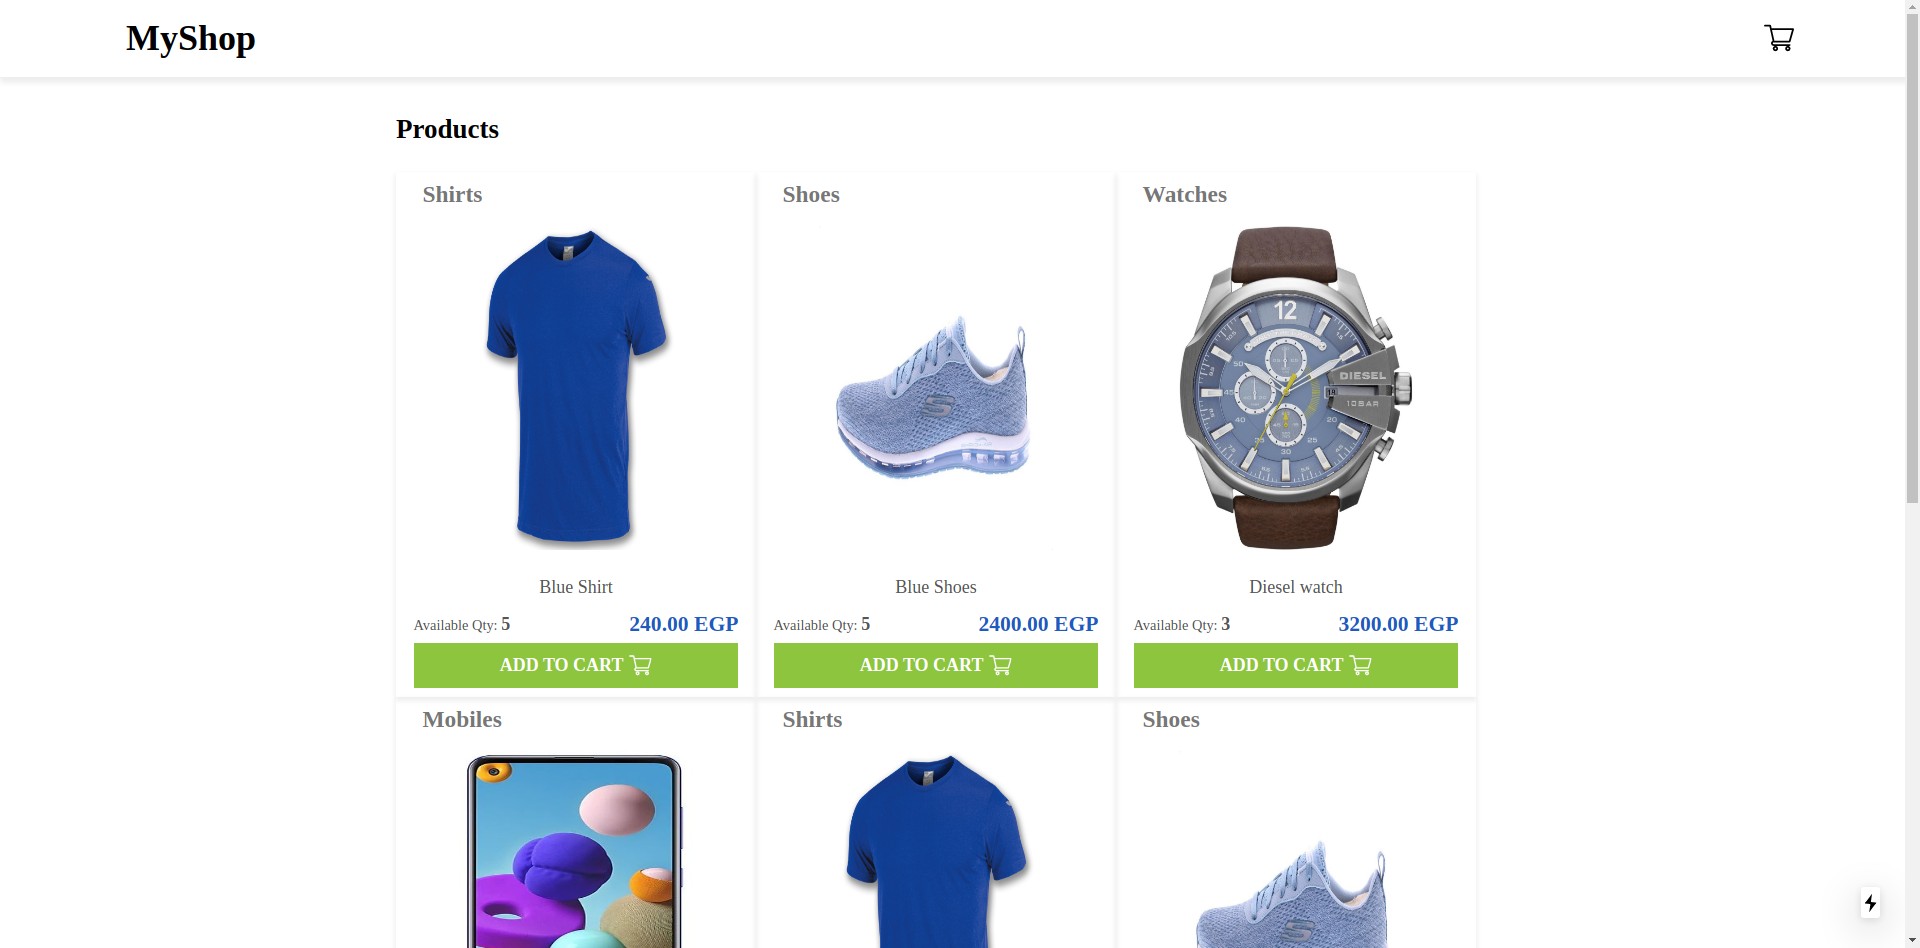 MyShop
Products
Shirts
Shoes
Watches
12
DIESEL
10BAR
Blue Shirt
Blue Shoes
Diesel watch
Available Qty: 5
240.00 EGP
Available Qty: 5
2400.00 EGP
Available Qty: 3
3200.00 EGP
ADD TO CART
ADD TO CART
ADD TO CART
Mobiles
Shirts
Shoes